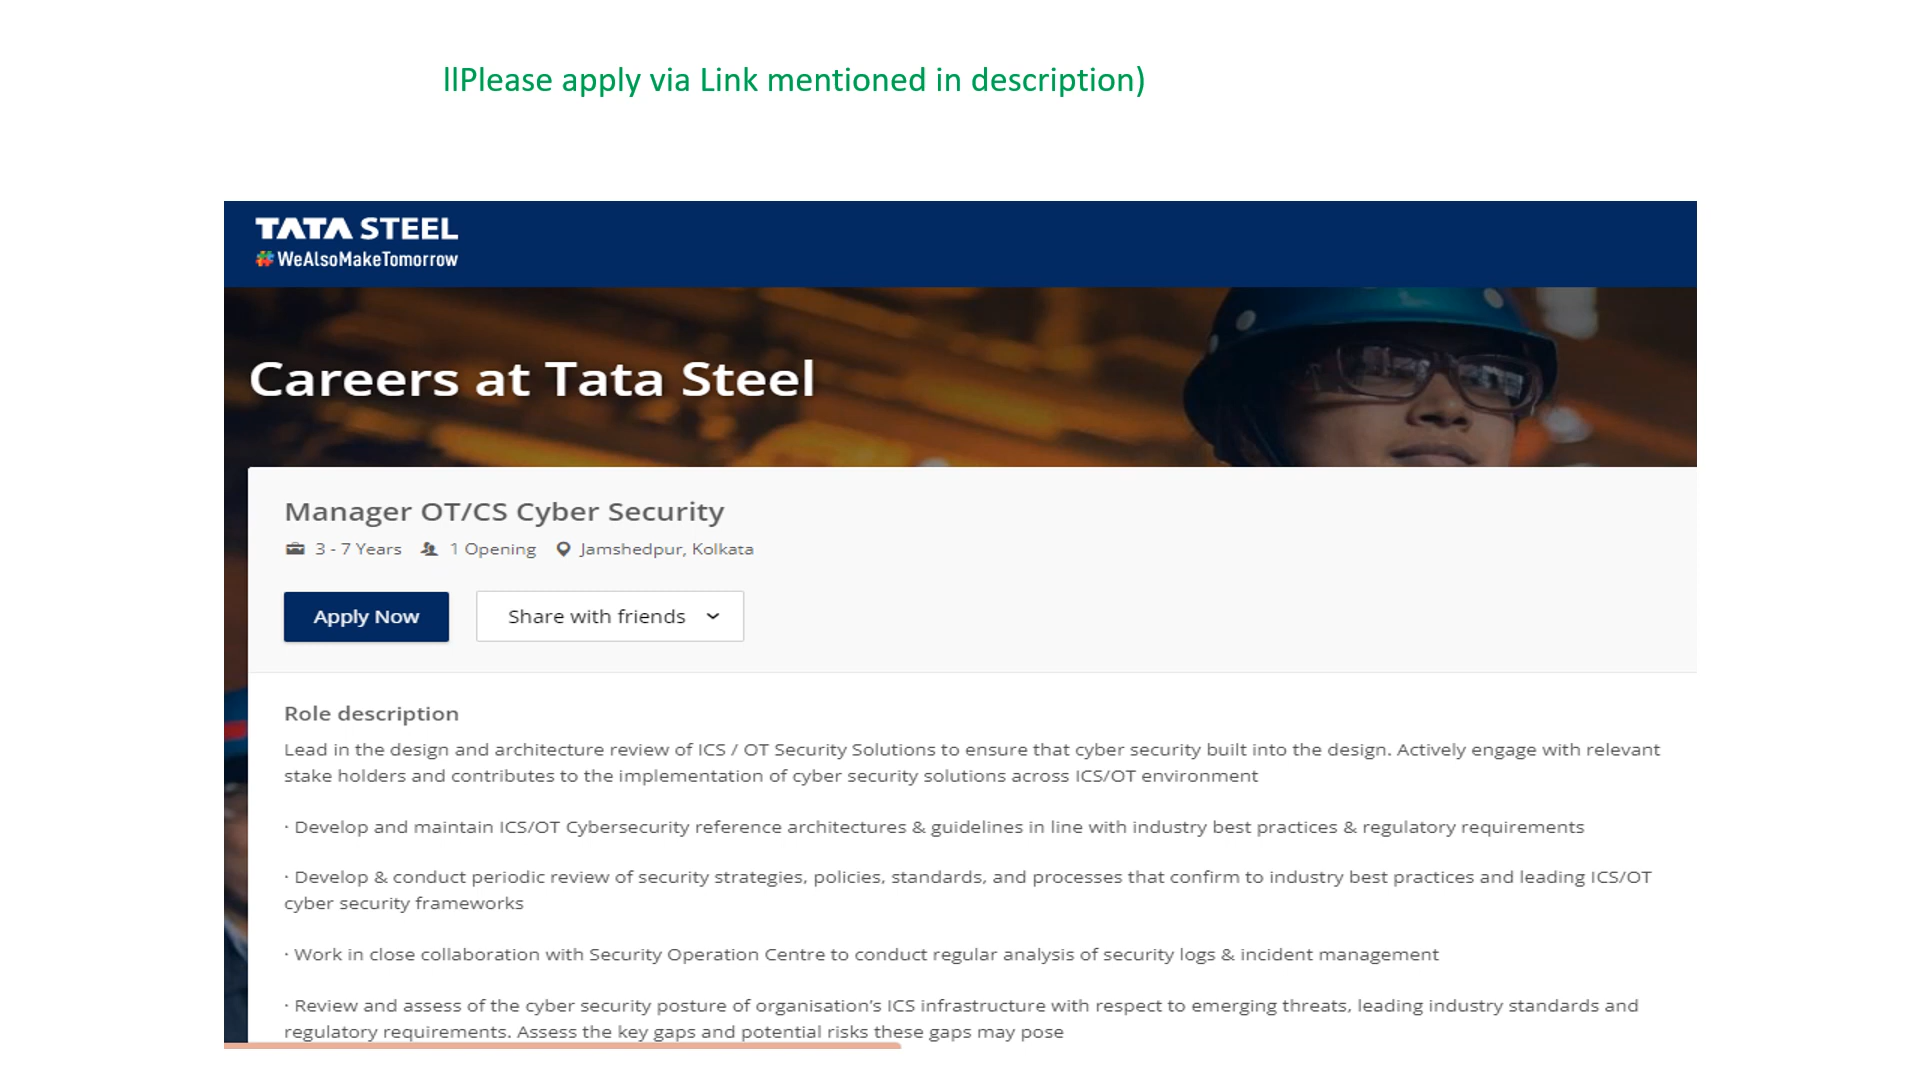 llPlease apply via Link mentioned in description)
TATA STEEL
#WeAlsoMakeTomorrow
Careers at Tata Steel
Manager OT/CS Cyber Security
3 - 7 Years 1 Opening Jamshedpur, Kolkata
Apply Now Share with friends
Role description
Lead in the design and architecture review of ICS / OT Security Solutions to ensure that cyber security built into the design. Actively engage with relevant
stake holders and contributes to the implementation of cyber security solutions across ICS/OT environment
· Develop and maintain ICS/OT Cybersecurity reference architectures & guidelines in line with industry best practices & regulatory requirements
· Develop & conduct periodic review of security strategies, policies, standards, and processes that confirm to industry best practices and leading ICS/OT
cyber security frameworks
· Work in close collaboration with Security Operation Centre to conduct regular analysis of security logs & incident management
· Review and assess of the cyber security posture of organisation’s ICS infrastructure with respect to emerging threats, leading industry standards and
regulatory requirements. Assess the key gaps and potential risks these gaps may pose